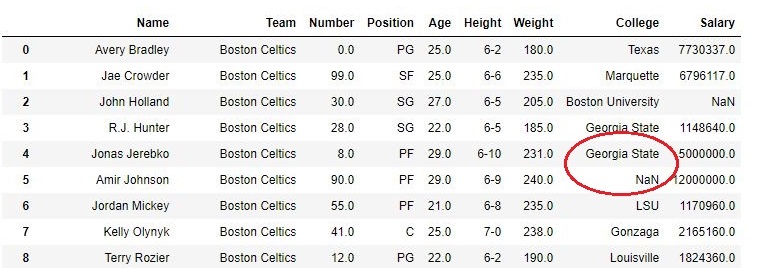 Name Team Number Position Age Height Weight College Salary
0 Avery Bradley Boston Celtics 0.0 PG 25.0 6-2 180.0 Texas 7730337.0
1 Jae Crowder Boston Celtics 99.0 SF 25.0 6-6 235.0 Marquette 6796117.0
2 John Holland Boston Celtics 30.0 SG 27.0 6-5 205.0 Boston University NaN
3 R.J. Hunter Boston Celtics 28.0 SG 22.0 6-5 185.0 Georgia State 1148640.0
4 Jonas Jerebko Boston Celtics 8.0 PF 29.0 6-10 231.0 Georgia State 5000000.0
5 Amir Johnson Boston Celtics 90.0 PF 29.0 6-9 240.0 NaN 12000000.0
6 Jordan Mickey Boston Celtics 55.0 PF 21.0 6-8 235.0 LSU 1170960.0
7 Kelly Olynyk Boston Celtics 41.0 C 25.0 7-0 238.0 Gonzaga 2165160.0
8 Terry Rozier Boston Celtics 12.0 PG 22.0 6-2 190.0 Louisville 1824360.0